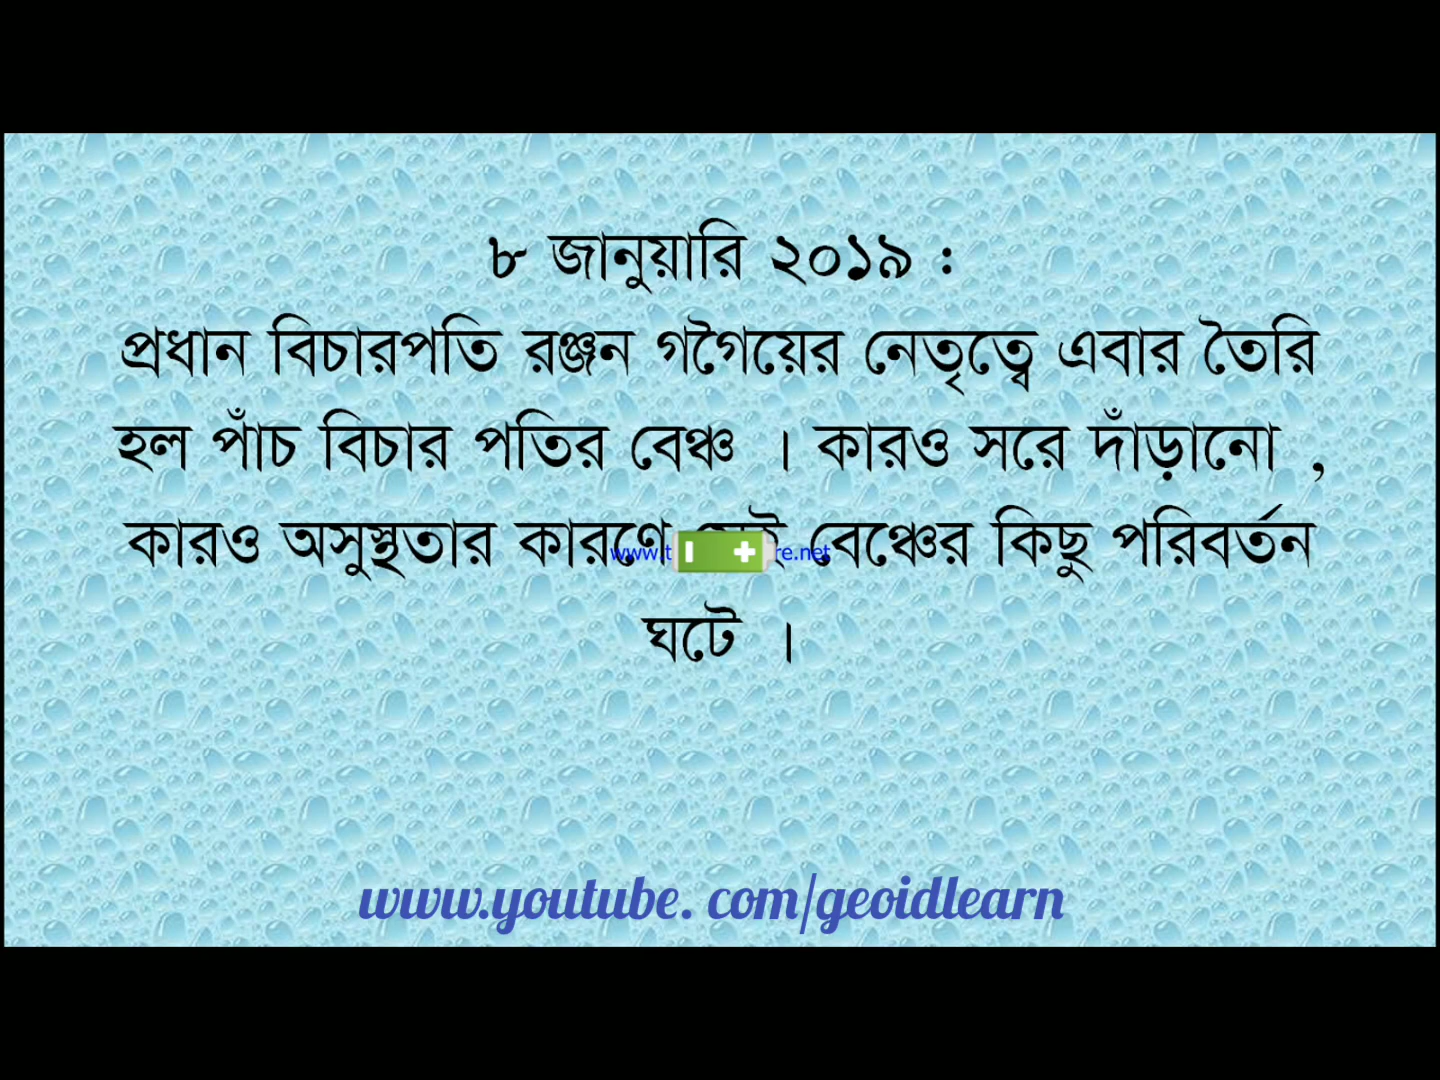 ৮ জানুয়ারি ২০১৯ :
প্রধান বিচারপতি রঞ্জন গগৈয়ের নেতৃত্বে এবার তৈরি
হল পাঁচ বিচার পতির বেঞ্চ । কারও সরে দাঁড়ানো ,
কারও অসুস্থতার কারণে বেঞ্চের কিছু পরিবর্তন
ঘটে ।
www.youtube. com/geoidlearn